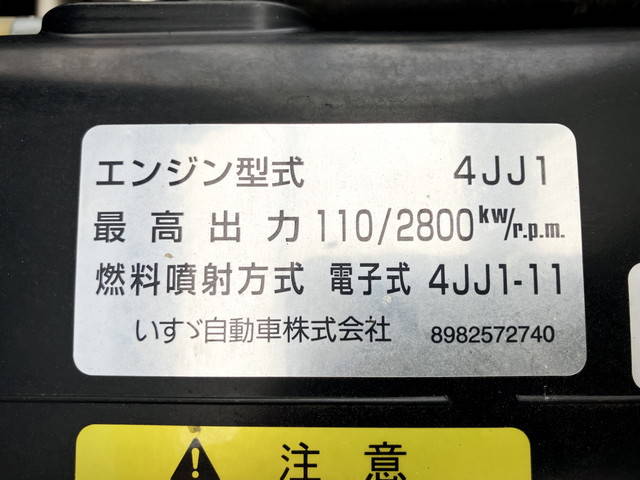 エンジン型式 4JJ1
最高出力 110/2800 kw/r.p.m.
燃料噴射方式 電子式 4JJ1-11
いすゞ自動車株式会社 8982572740
注意